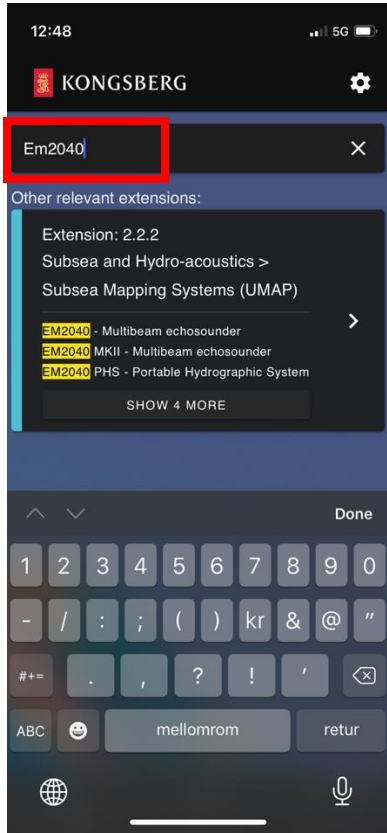 12:48
5G
KONGSBERG
Em2040
Other relevant extensions:
Extension: 2.2.2
Subsea and Hydro-acoustics >
Subsea Mapping Systems (UMAP)
EM2040 - Multibeam echosounder
EM2040 MKII - Multibeam echosounder
EM2040 PHS - Portable Hydrographic System
SHOW 4 MORE
Done
1 2 3 4 5 6 7 8 9 0
- / : ; ( ) kr & @ "
#+= . , ? ! '
ABC mellomrom retur